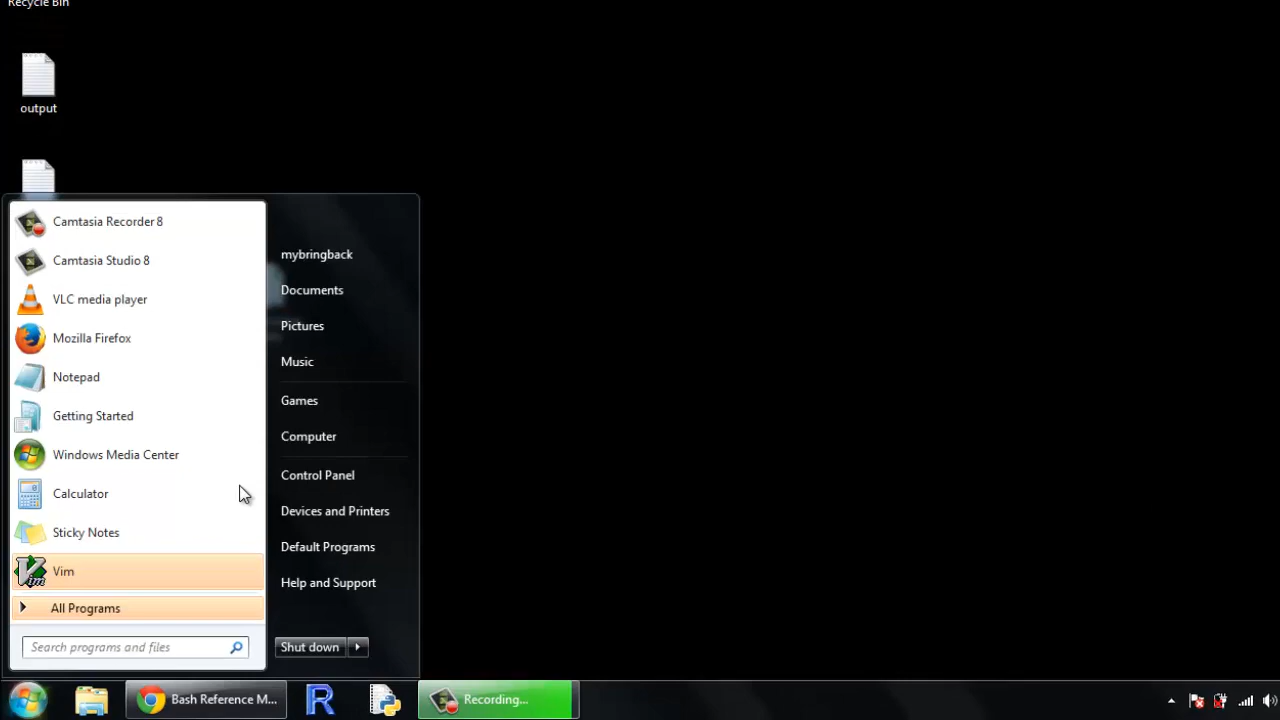 Recycle Bin
output
Camtasia Recorder 8
Camtasia Studio 8
VLC media player
Mozilla Firefox
Notepad
Getting Started
Windows Media Center
Calculator
Sticky Notes
Vim
All Programs
Search programs and files
mybringback
Documents
Pictures
Music
Games
Computer
Control Panel
Devices and Printers
Default Programs
Help and Support
Shut down
Bash Reference M...
Recording...